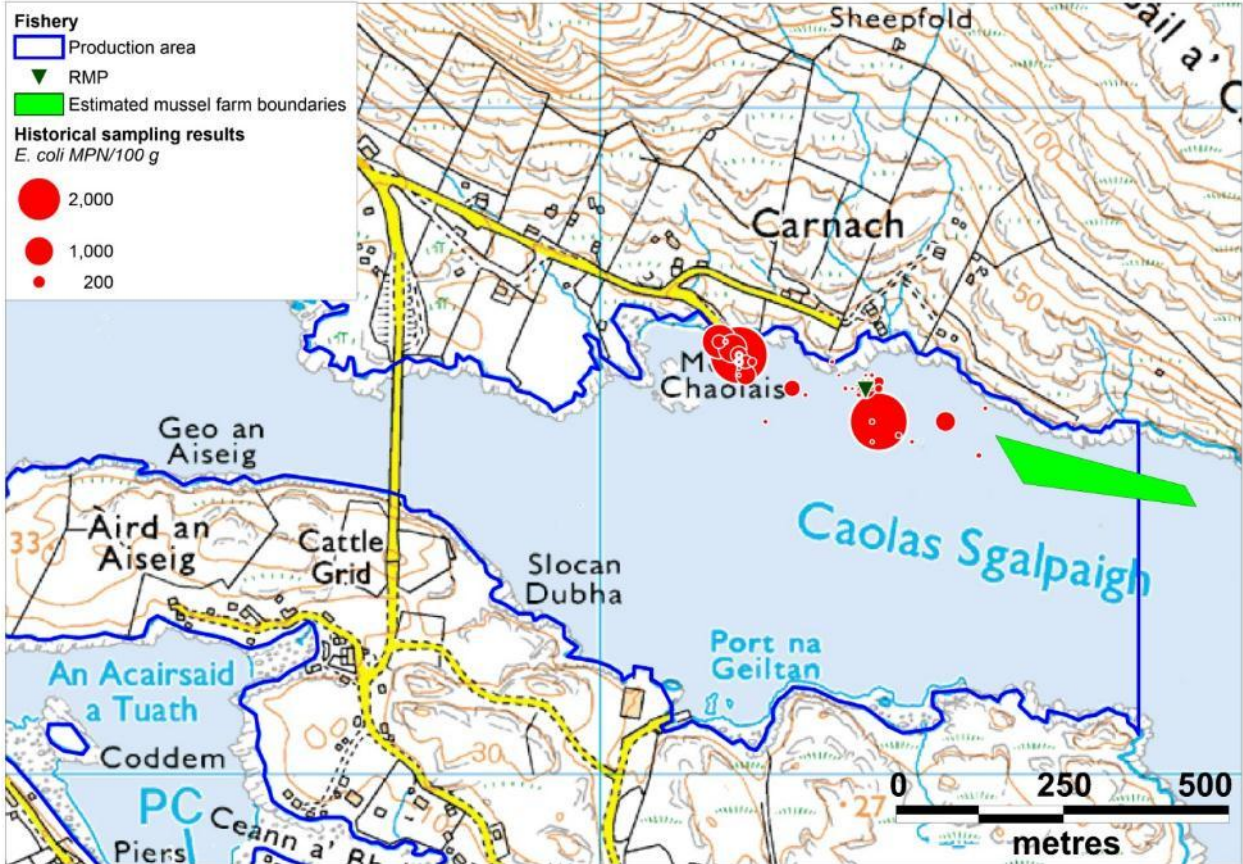 Fishery
Production area
RMP
Estimated mussel farm boundaries
Historical sampling results
E. coli MPN/100 g
2,000
1,000
200
Sheepfold
100
Carnach
50
Chaolais
Geo an
Aiseig
Àird an
Aiseig
33
Cattle
Grid
Slocan
Dubha
Caolas Sgalpaigh
Port na
Geiltan
An Acairsaid
a Tuath
Coddem
PC
Piers
Ceann a'
30
10
27
0 250 500
metres